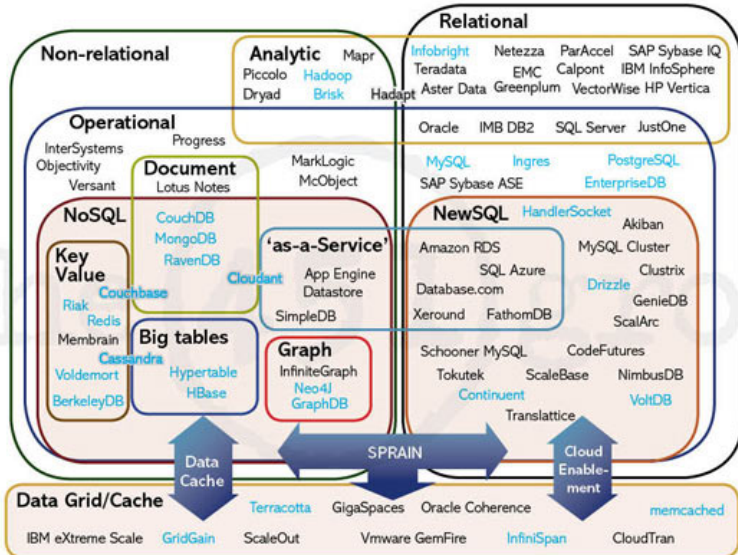 Relational
Non-relational
Analytic
Mapr
Piccolo
Hadoop
Dryad
Brisk
Hadapt
Infobright
Netezza
ParAccel
SAP Sybase IQ
Teradata
EMC
Greenplum
Calpont
IBM InfoSphere
Aster Data
VectorWise
HP Vertica
Operational
InterSystems
Progress
Objectivity
Versant
MarkLogic
McObject
Oracle
IMB DB2
SQL Server
JustOne
MySQL
Ingres
PostgreSQL
SAP Sybase ASE
EnterpriseDB
Document
Lotus Notes
NoSQL
CouchDB
MongoDB
RavenDB
Cloudant
Couchbase
Key
Value
Riak
Redis
Membrain
Cassandra
Voldemort
BerkeleyDB
Big tables
Hypertable
HBase
'as-a-Service'
App Engine
Datastore
SimpleDB
Amazon RDS
SQL Azure
Database.com
Xeround
FathomDB
Graph
InfiniteGraph
Neo4J
GraphDB
NewSQL
HandlerSocket
Akiban
MySQL Cluster
Clustrix
Drizzle
GenieDB
ScalArc
Schooner MySQL
CodeFutures
Tokutek
ScaleBase
NimbusDB
Continuent
VoltDB
Translattice
Data
Cache
SPRAIN
Cloud
Enable-
ment
Data Grid/Cache
Terracotta
GigaSpaces
Oracle Coherence
memcached
IBM eXtreme Scale
GridGain
ScaleOut
Vmware GemFire
InfiniSpan
CloudTran